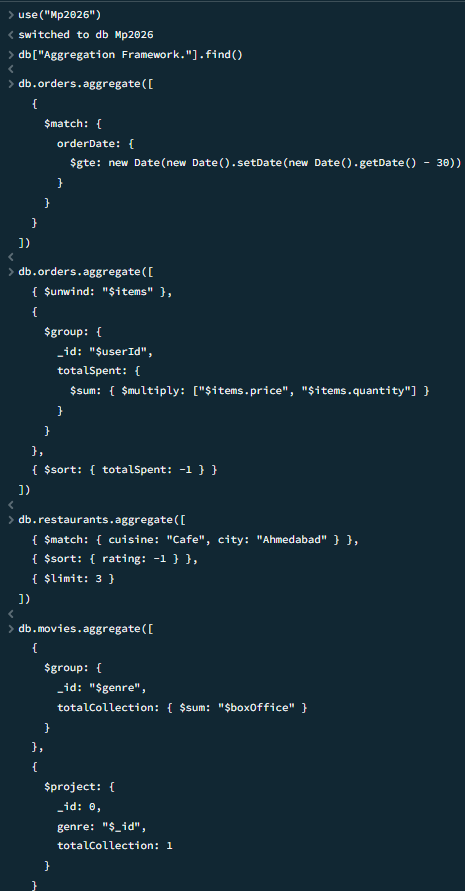 > use("Mp2026")
< switched to db Mp2026
> db["Aggregation Framework."].find()
<
> db.orders.aggregate([
  {
    $match: {
      orderDate: {
        $gte: new Date(new Date().setDate(new Date().getDate() - 30))
      }
    }
  }
])
<
> db.orders.aggregate([
  { $unwind: "$items" },
  {
    $group: {
      _id: "$userId",
      totalSpent: {
        $sum: { $multiply: ["$items.price", "$items.quantity"] }
      }
    }
  },
  { $sort: { totalSpent: -1 } }
])
<
> db.restaurants.aggregate([
  { $match: { cuisine: "Cafe", city: "Ahmedabad" } },
  { $sort: { rating: -1 } },
  { $limit: 3 }
])
<
> db.movies.aggregate([
  {
    $group: {
      _id: "$genre",
      totalCollection: { $sum: "$boxOffice" }
    }
  },
  {
    $project: {
      _id: 0,
      genre: "$_id",
      totalCollection: 1
    }
  }